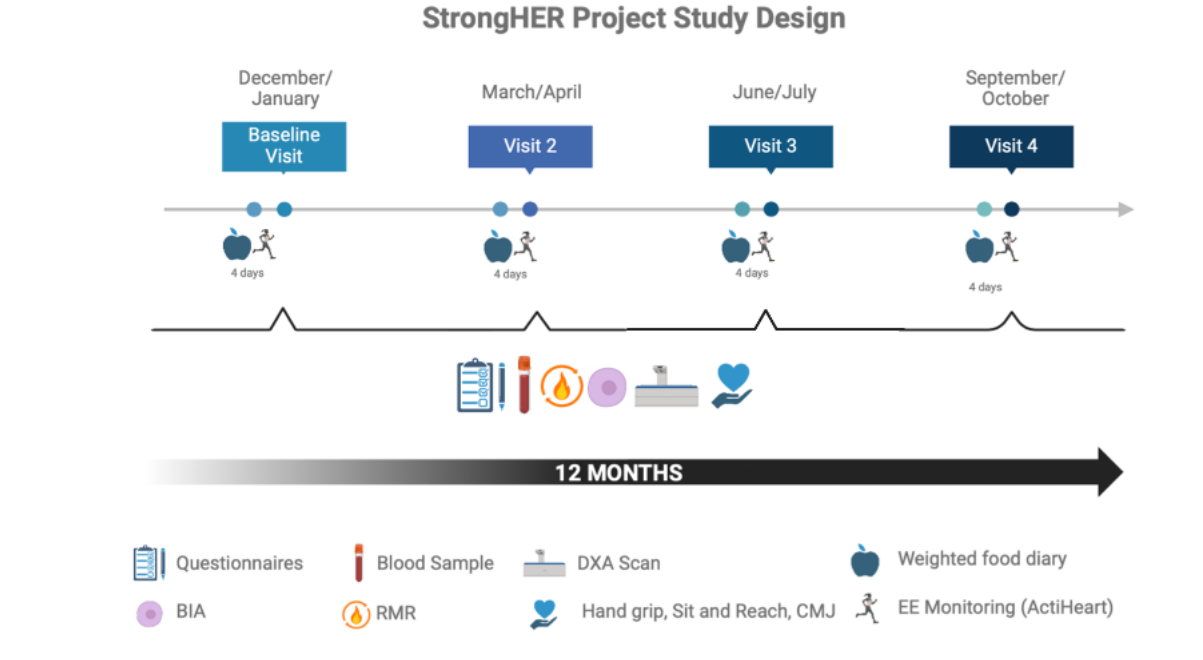 StrongHER Project Study Design
December/
January
March/April
June/July
September/
October
Baseline
Visit
Visit 2
Visit 3
Visit 4
4 days
4 days
4 days
4 days
12 MONTHS
Questionnaires
Blood Sample
DXA Scan
Weighted food diary
BIA
RMR
Hand grip, Sit and Reach, CMJ
EE Monitoring (ActiHeart)